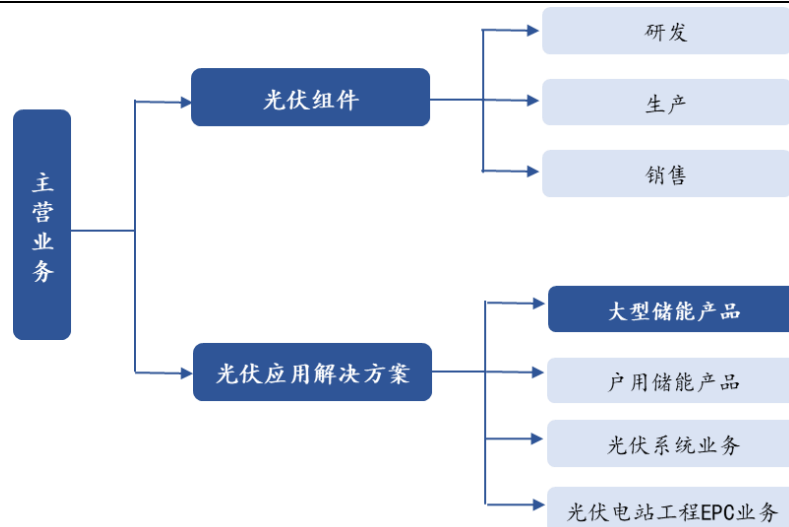 主营业务
光伏组件
研发
生产
销售
光伏应用解决方案
大型储能产品
户用储能产品
光伏系统业务
光伏电站工程EPC业务